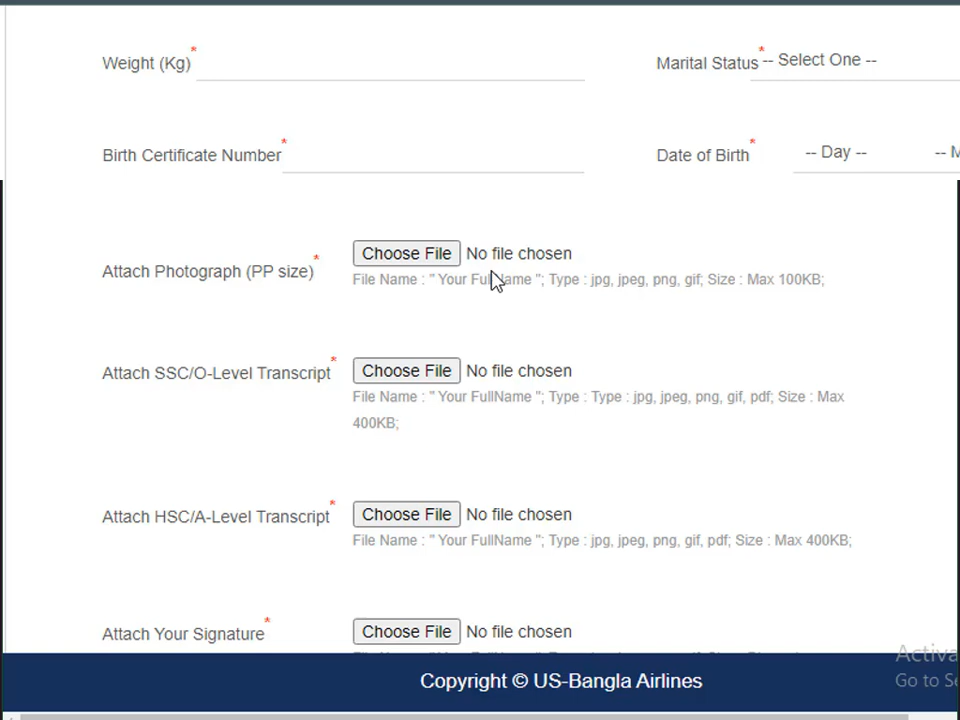 Weight (Kg)* Marital Status* -- Select One --
Birth Certificate Number* Date of Birth* -- Day --
Attach Photograph (PP size)* Choose File No file chosen
File Name : " Your FullName "; Type : jpg, jpeg, png, gif; Size : Max 100KB;
Attach SSC/O-Level Transcript* Choose File No file chosen
File Name : " Your FullName "; Type : Type : jpg, jpeg, png, gif, pdf; Size : Max
400KB;
Attach HSC/A-Level Transcript* Choose File No file chosen
File Name : " Your FullName "; Type : jpg, jpeg, png, gif, pdf; Size : Max 400KB;
Attach Your Signature* Choose File No file chosen
Copyright © US-Bangla Airlines
Go to